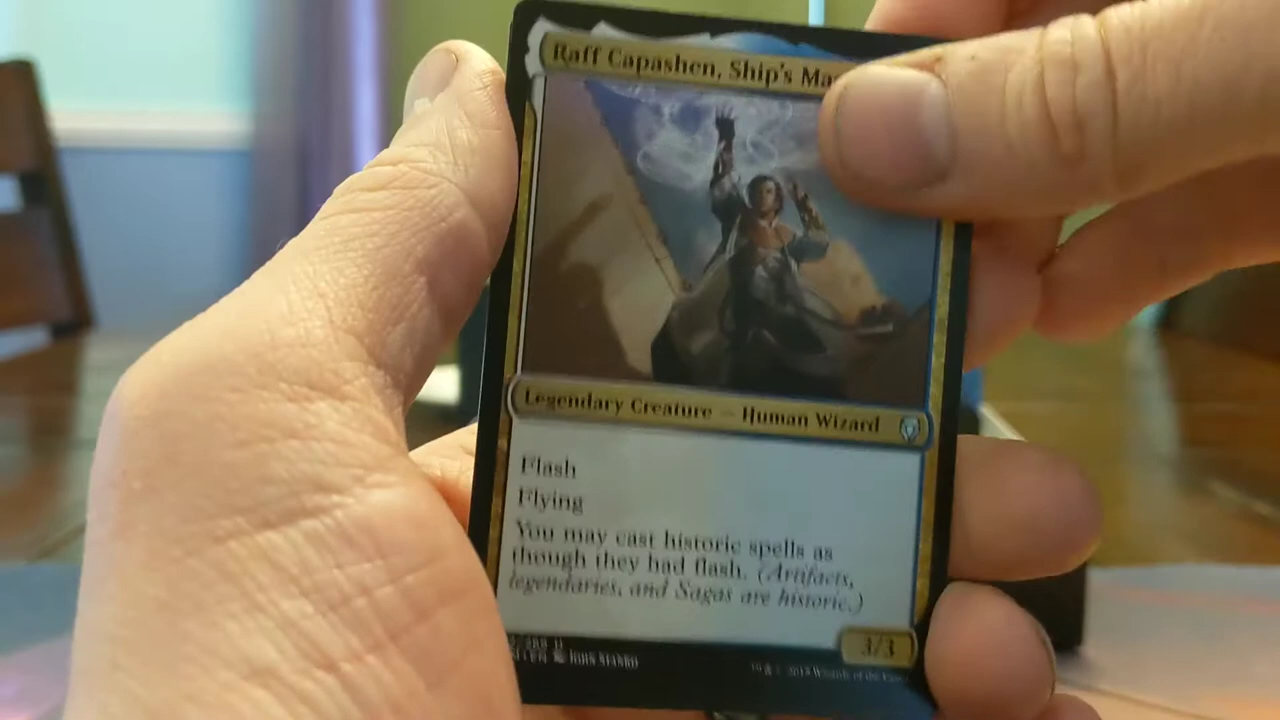 Raff Capashen, Ship's Ma
Legendary Creature — Human Wizard
Flash
Flying
You may cast historic spells as
though they had flash. (Artifacts,
legendaries, and Sagas are historic.)
3/3